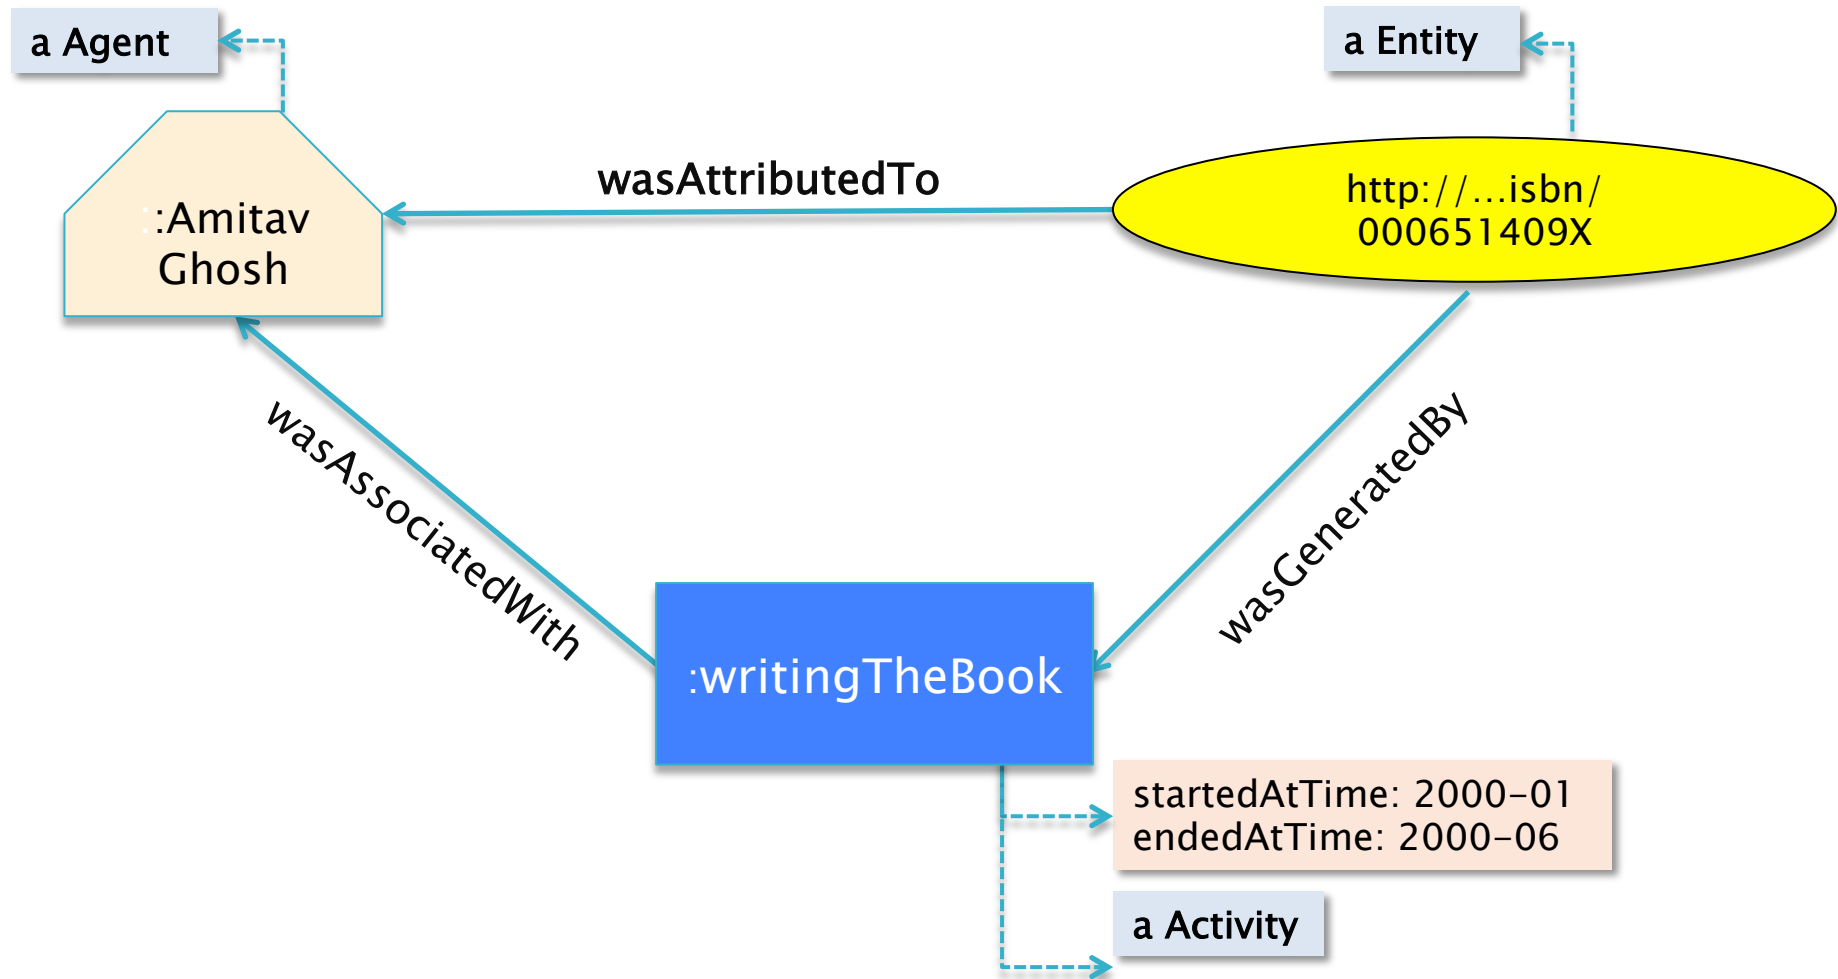 a Agent
a Entity
wasAttributedTo
http://...isbn/
000651409X
::Amitav
Ghosh
wasAssociatedWith
wasGeneratedBy
:writingTheBook
startedAtTime: 2000-01
endedAtTime: 2000-06
a Activity